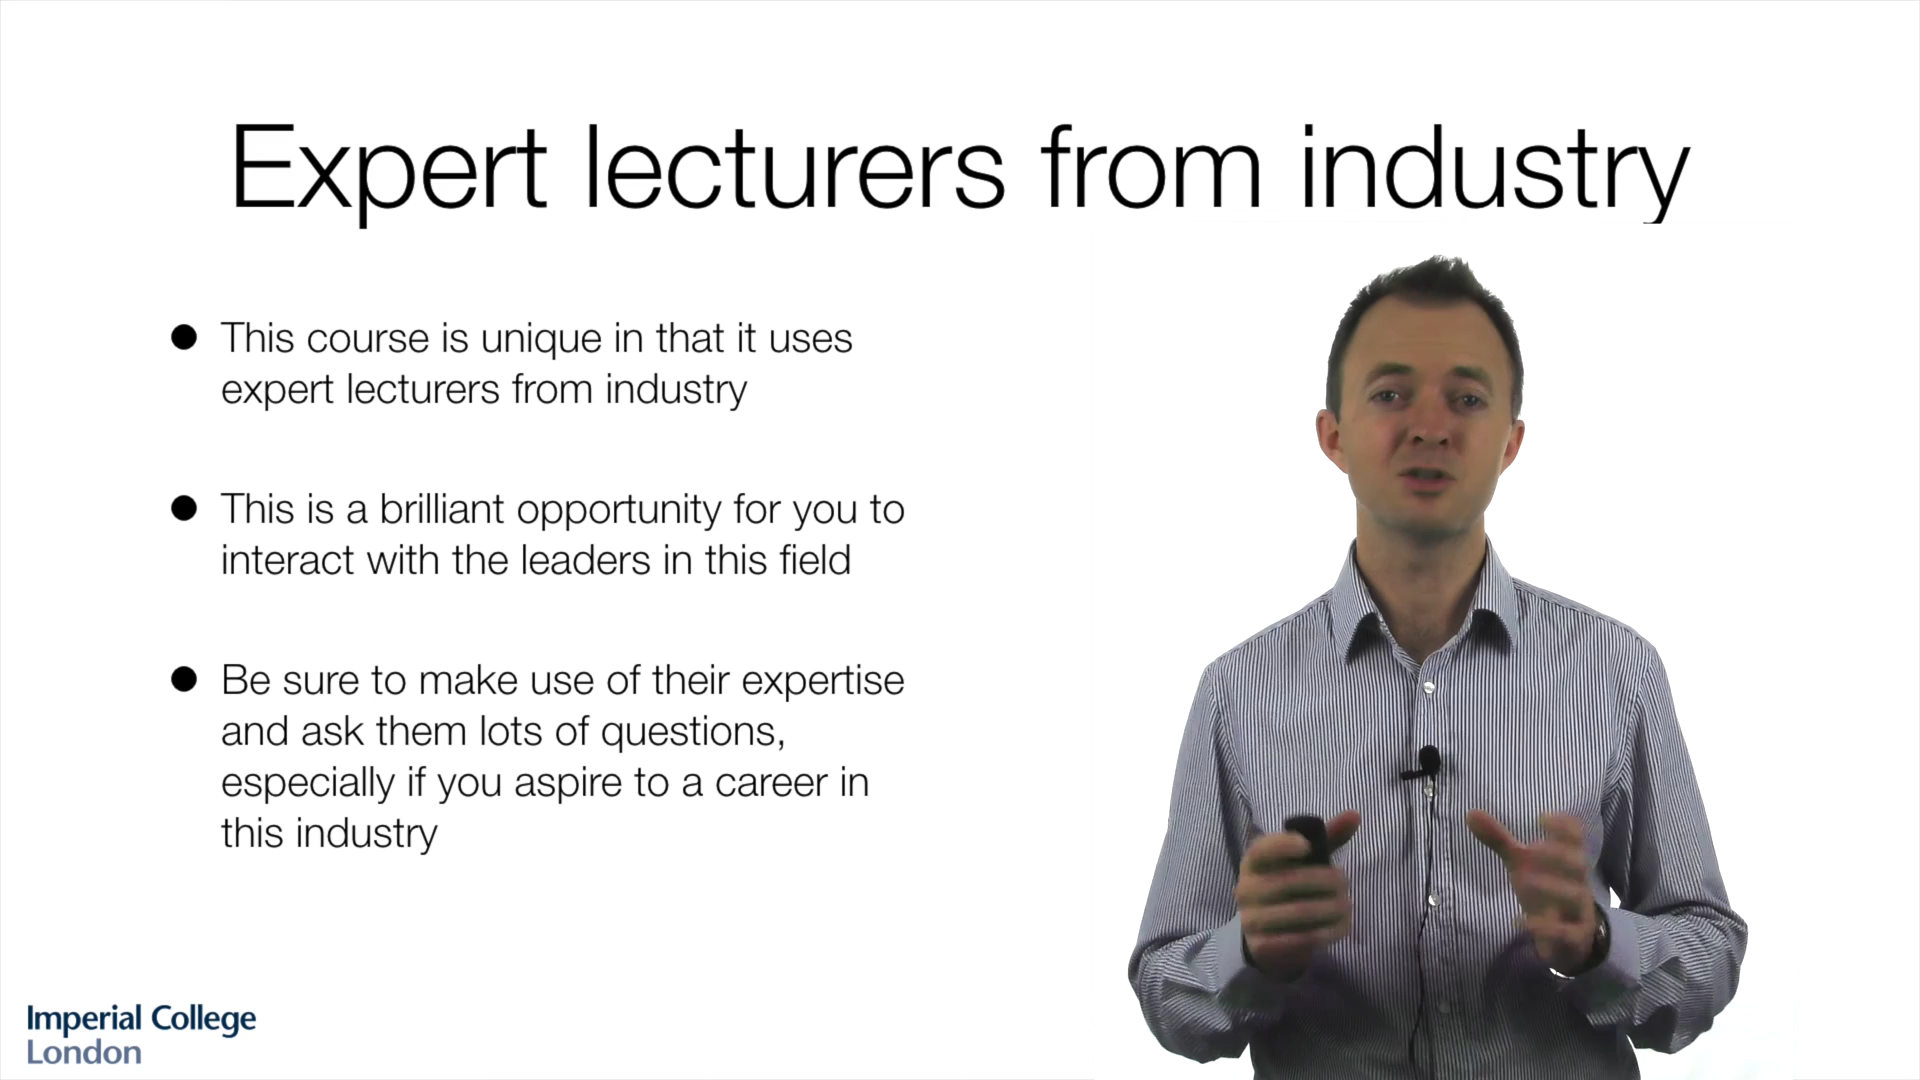 Expert lecturers from industry
● This course is unique in that it uses
expert lecturers from industry
● This is a brilliant opportunity for you to
interact with the leaders in this field
● Be sure to make use of their expertise
and ask them lots of questions,
especially if you aspire to a career in
this industry
Imperial College
London